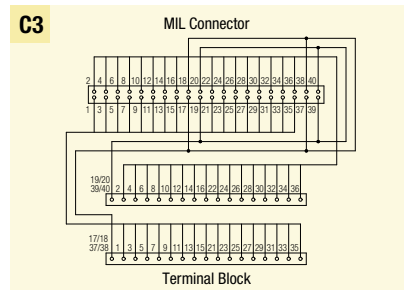 C3
MIL Connector
2 4 6 8 10 12 14 16 18 20 22 24 26 28 30 32 34 36 38 40
1 3 5 7 9 11 13 15 17 19 21 23 25 27 29 31 33 35 37 39
19/20
39/40 2 4 6 8 10 12 14 16 22 24 26 28 30 32 34 36
17/18
37/38 1 3 5 7 9 11 13 15 21 23 25 27 29 31 33 35
Terminal Block